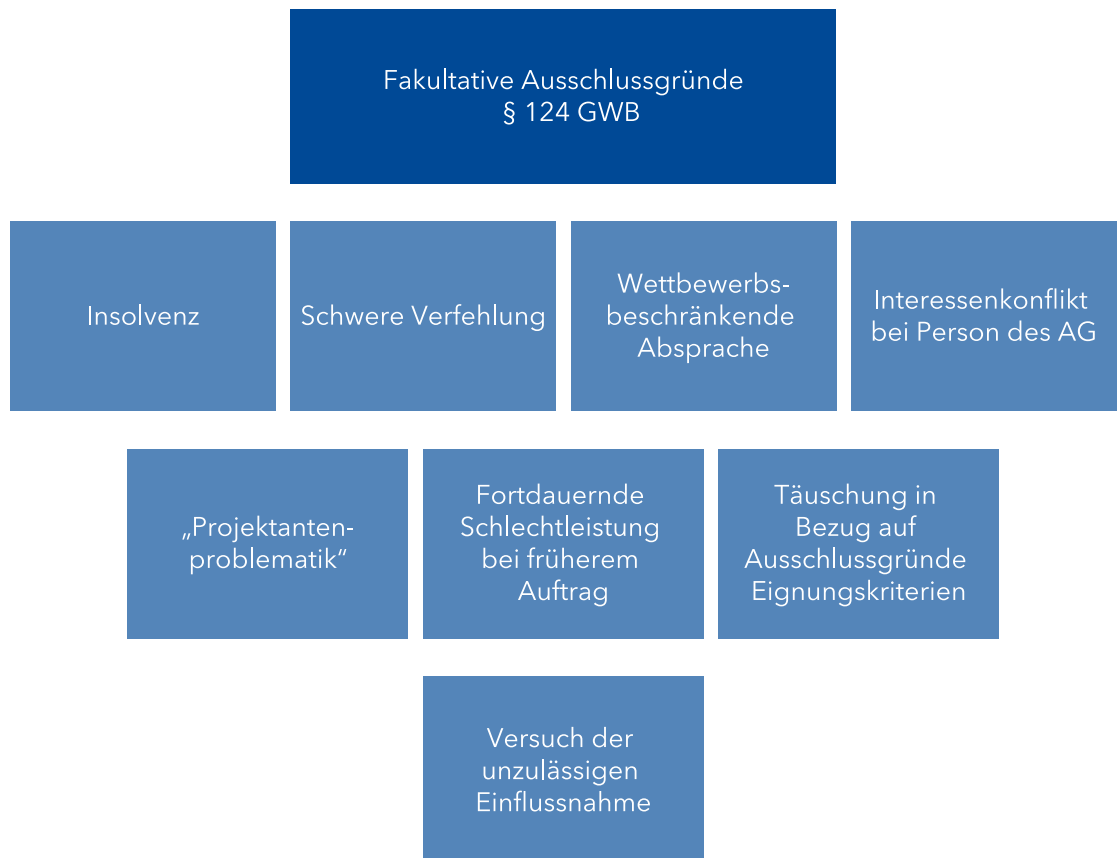 Fakultative Ausschlussgründe
§ 124 GWB
Insolvenz
Schwere Verfehlung
Wettbewerbs-
beschränkende
Absprache
Interessenkonflikt
bei Person des AG
„Projektanten-
problematik“
Fortdauernde
Schlechtleistung
bei früherem
Auftrag
Täuschung in
Bezug auf
Ausschlussgründe
Eignungskriterien
Versuch der
unzulässigen
Einflussnahme